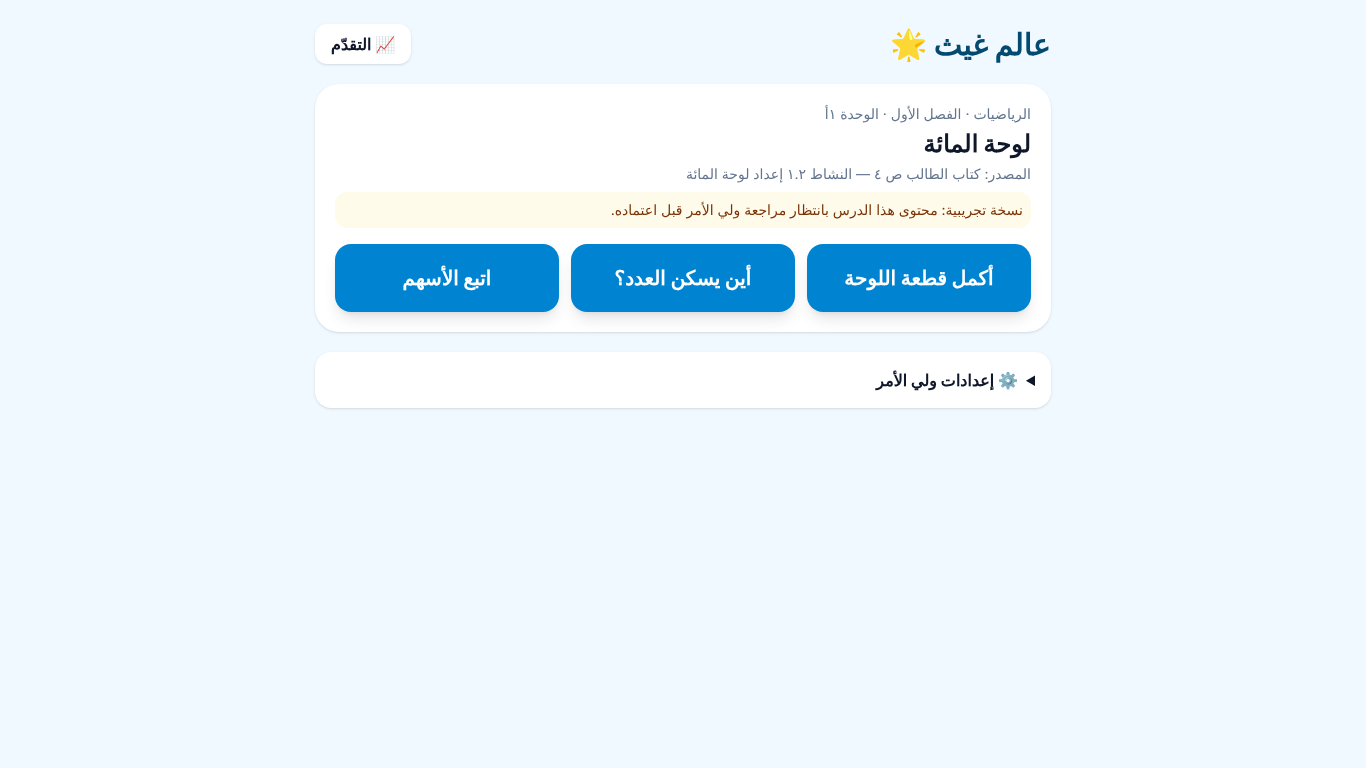 عالم غيث 🌟
📈 التقدّم
الرياضيات · الفصل الأول · الوحدة ١أ
لوحة المائة
المصدر: كتاب الطالب ص ٤ — النشاط ١.٢ إعداد لوحة المائة
نسخة تجريبية: محتوى هذا الدرس بانتظار مراجعة ولي الأمر قبل اعتماده.
أكمل قطعة اللوحة
أين يسكن العدد؟
اتبع الأسهم
⚙️ إعدادات ولي الأمر